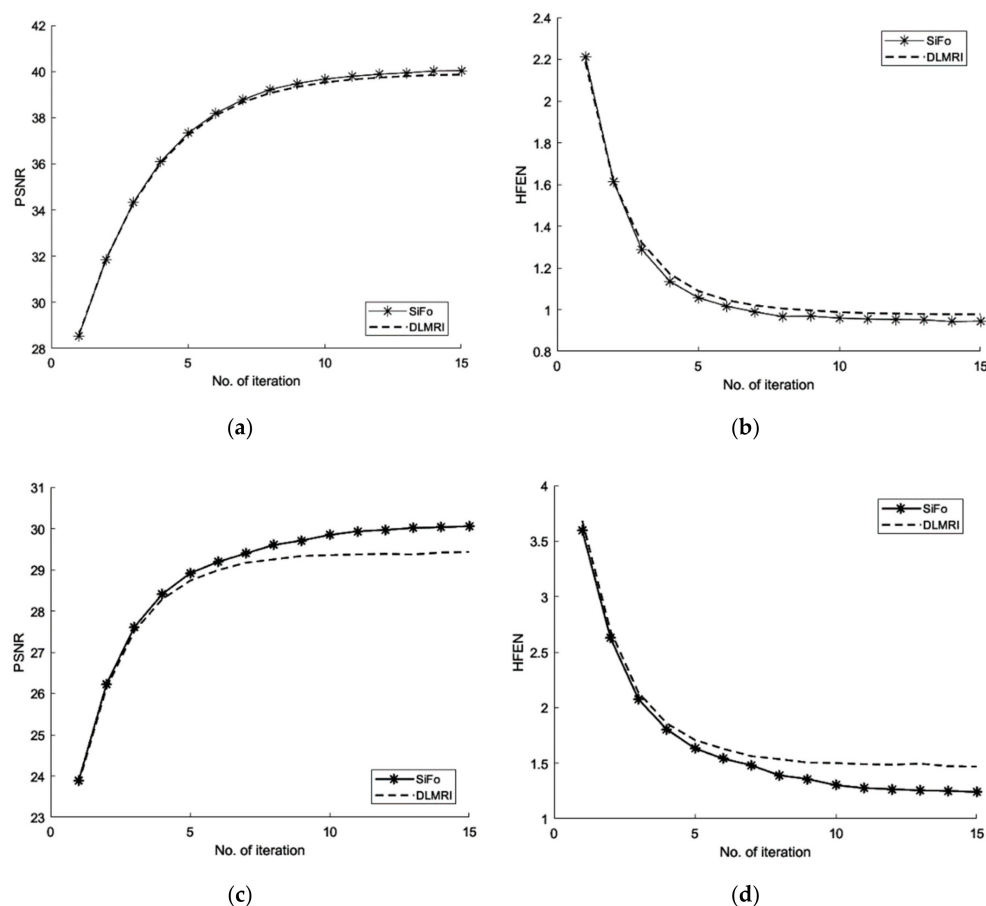 42
40
38
36
34
32
30
28
PSNR
SiFo
DLMRI
0 5 10 15
No. of iteration
(a)
2.4
2.2
2
1.8
1.6
1.4
1.2
1
0.8
HFEN
SiFo
DLMRI
0 5 10 15
No. of iteration
(b)
31
30
29
28
27
26
25
24
23
PSNR
SiFo
DLMRI
0 5 10 15
No. of iteration
(c)
4
3.5
3
2.5
2
1.5
1
HFEN
SiFo
DLMRI
0 5 10 15
No. of iteration
(d)